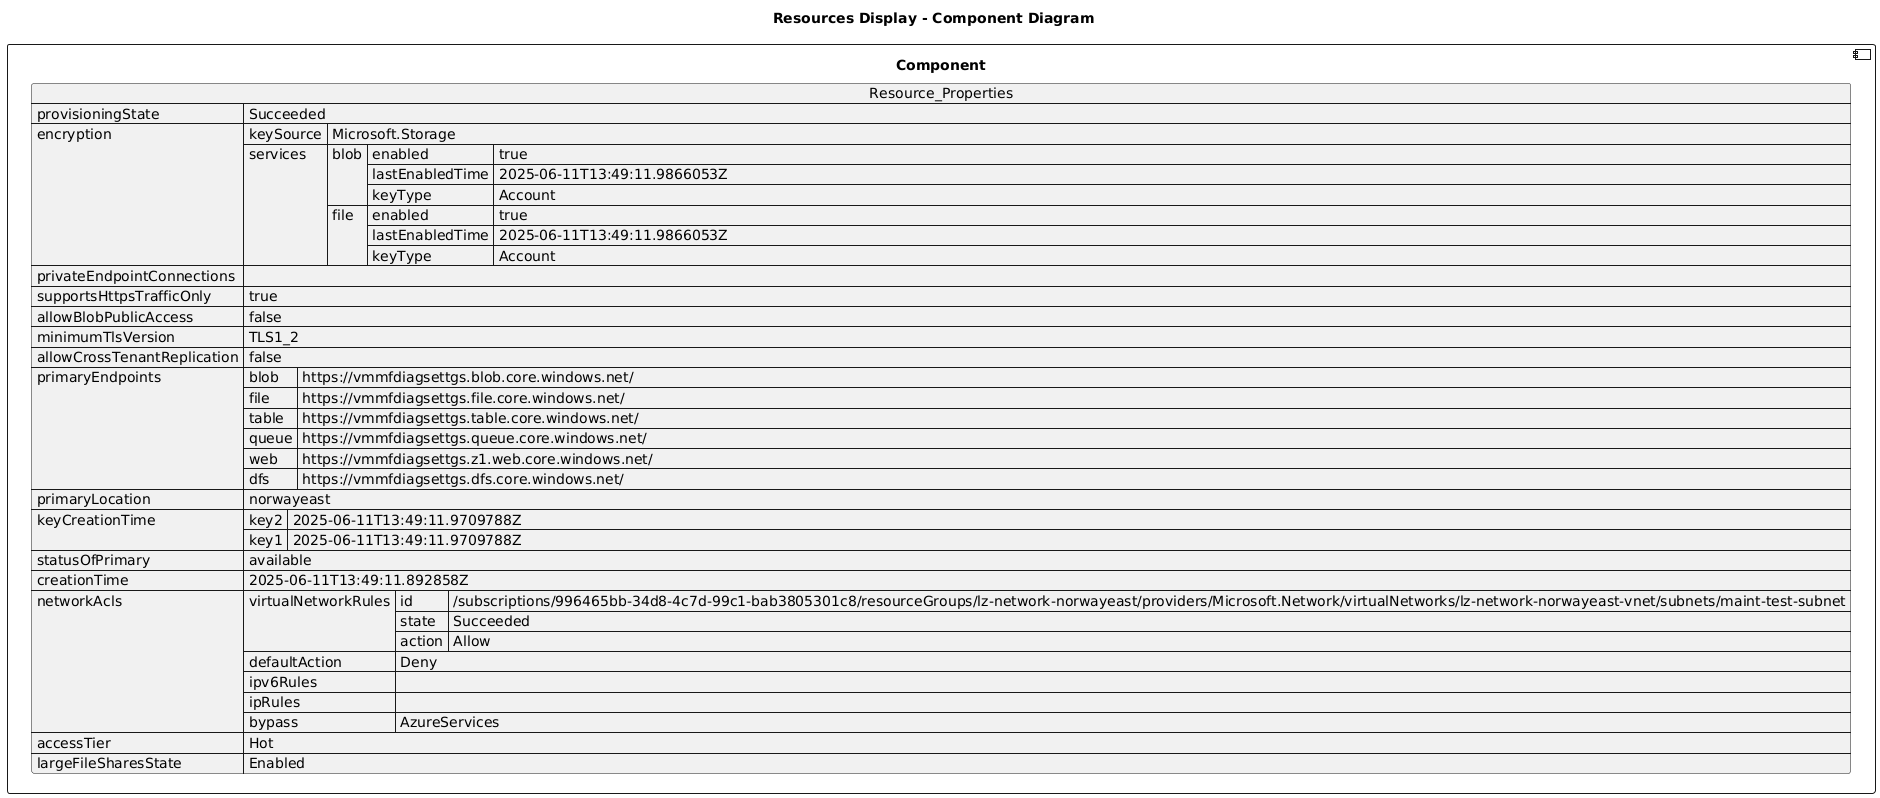 Resources Display - Component Diagram
Component
Resource_Properties
provisioningState Succeeded
encryption keySource Microsoft.Storage
services blob enabled true
lastEnabledTime 2025-06-11T13:49:11.9866053Z
keyType Account
file enabled true
lastEnabledTime 2025-06-11T13:49:11.9866053Z
keyType Account
privateEndpointConnections
supportsHttpsTrafficOnly true
allowBlobPublicAccess false
minimumTlsVersion TLS1_2
allowCrossTenantReplication false
primaryEndpoints blob https://vmmfdiagsettgs.blob.core.windows.net/
file https://vmmfdiagsettgs.file.core.windows.net/
table https://vmmfdiagsettgs.table.core.windows.net/
queue https://vmmfdiagsettgs.queue.core.windows.net/
web https://vmmfdiagsettgs.z1.web.core.windows.net/
dfs https://vmmfdiagsettgs.dfs.core.windows.net/
primaryLocation norwayeast
keyCreationTime key2 2025-06-11T13:49:11.9709788Z
key1 2025-06-11T13:49:11.9709788Z
statusOfPrimary available
creationTime 2025-06-11T13:49:11.892858Z
networkAcls virtualNetworkRules id /subscriptions/996465bb-34d8-4c7d-99c1-bab3805301c8/resourceGroups/lz-network-norwayeast/providers/Microsoft.Network/virtualNetworks/lz-network-norwayeast-vnet/subnets/maint-test-subnet
state Succeeded
action Allow
defaultAction Deny
ipv6Rules
ipRules
bypass AzureServices
accessTier Hot
largeFileSharesState Enabled